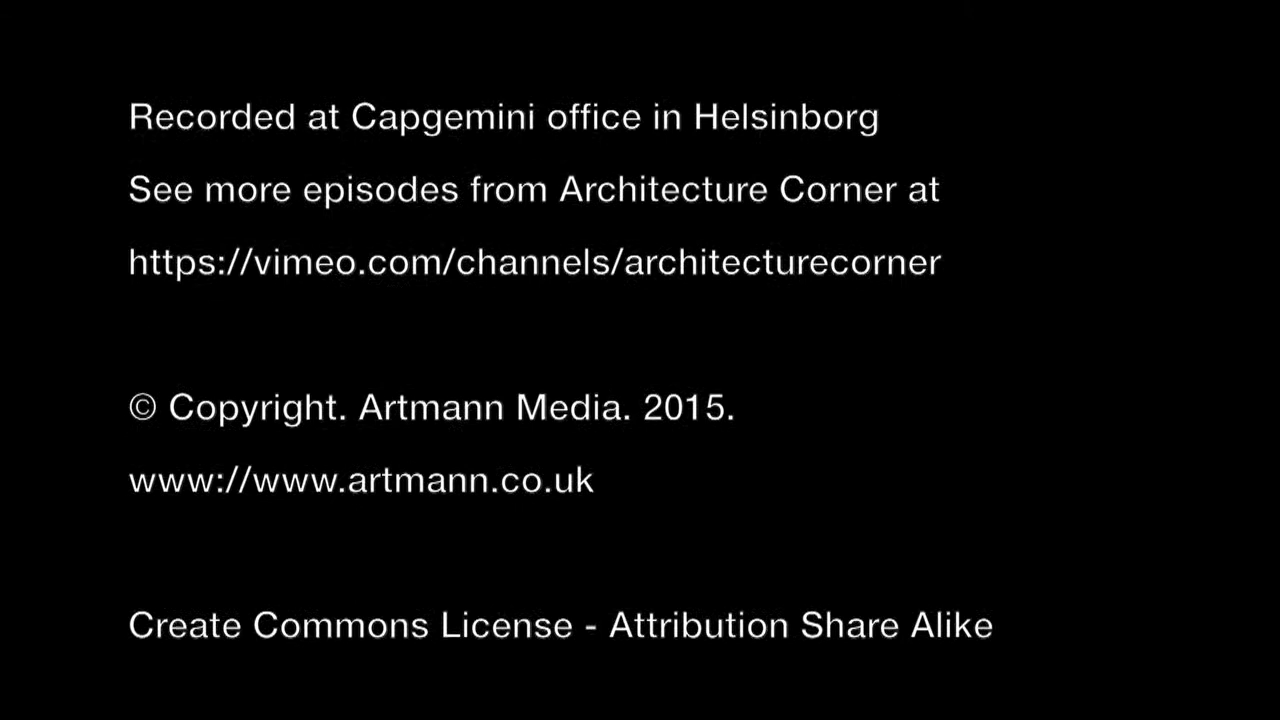 Recorded at Capgemini office in Helsinborg
See more episodes from Architecture Corner at
https://vimeo.com/channels/architecturecorner
© Copyright. Artmann Media. 2015.
www://www.artmann.co.uk
Create Commons License - Attribution Share Alike